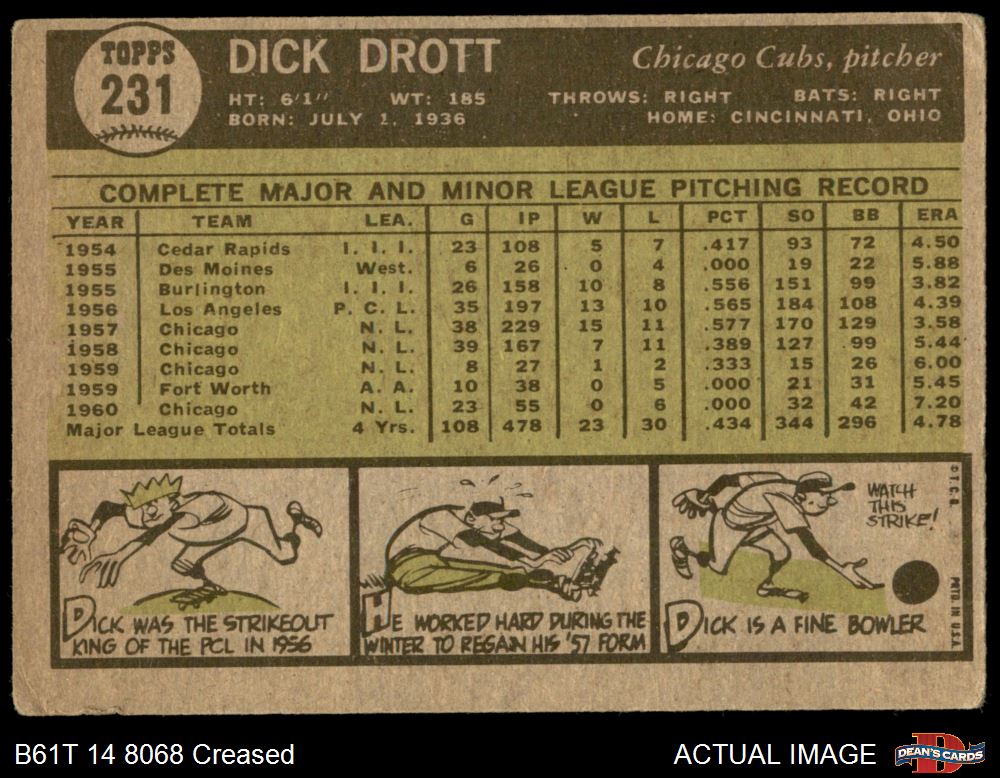 TOPPS
231
DICK DROTT
Chicago Cubs, pitcher
HT: 6'1" WT: 185 THROWS: RIGHT BATS: RIGHT
BORN: JULY 1, 1936 HOME: CINCINNATI, OHIO
COMPLETE MAJOR AND MINOR LEAGUE PITCHING RECORD
YEAR TEAM LEA. G IP W L PCT SO BB ERA
1954 Cedar Rapids I. I. I. 23 108 5 7 .417 93 72 4.50
1955 Des Moines West. 6 26 0 4 .000 19 22 5.88
1955 Burlington I. I. I. 26 158 10 8 .556 151 99 3.82
1956 Los Angeles P. C. L. 35 197 13 10 .565 184 108 4.39
1957 Chicago N. L. 38 229 15 11 .577 170 129 3.58
1958 Chicago N. L. 39 167 7 11 .389 127 99 5.44
1959 Chicago N. L. 8 27 1 2 .333 15 26 6.00
1959 Fort Worth A. A. 10 38 0 5 .000 21 31 5.45
1960 Chicago N. L. 23 55 0 6 .000 32 42 7.20
Major League Totals 4 Yrs. 108 478 23 30 .434 344 296 4.78
DICK WAS THE STRIKEOUT
KING OF THE PCL IN 1956
HE WORKED HARD DURING THE
WINTER TO REGAIN HIS '57 FORM
WATCH
THIS
STRIKE!
DICK IS A FINE BOWLER
© T.C.G. PRTD. IN U.S.A.
B61T 14 8068 Creased
ACTUAL IMAGE
DEAN'S CARDS